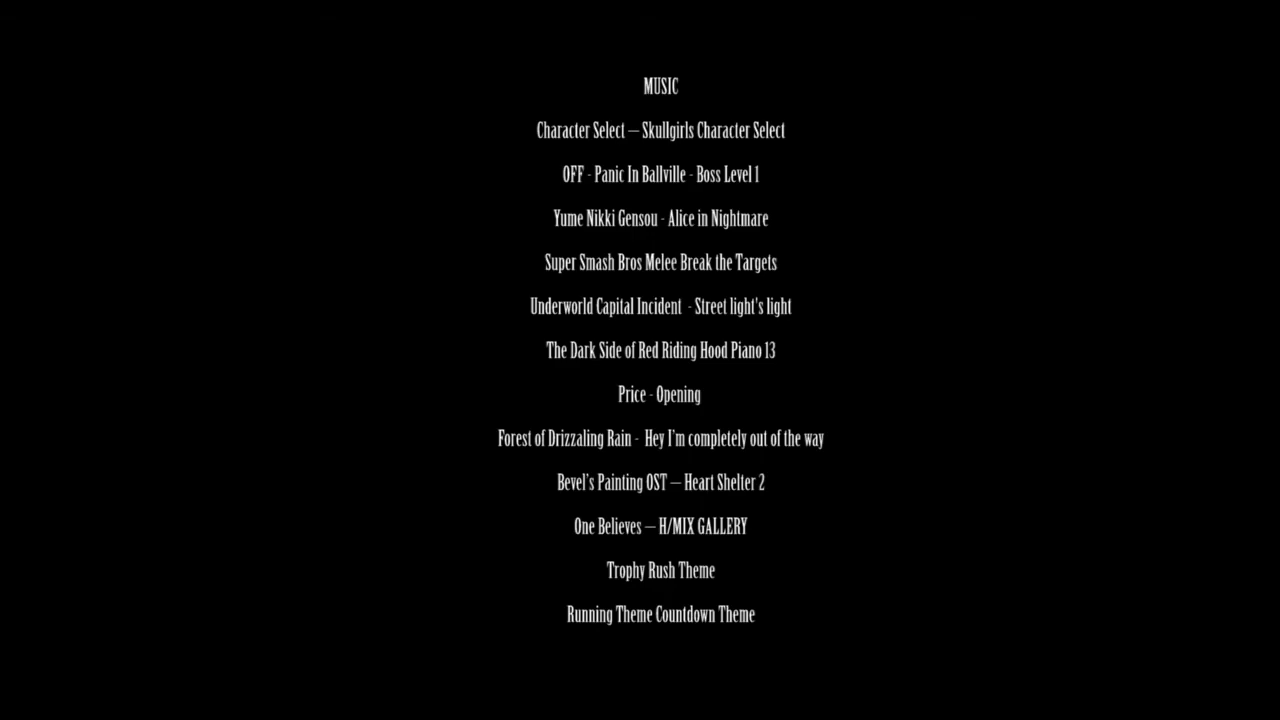 MUSIC
Character Select – Skullgirls Character Select
OFF - Panic In Ballville - Boss Level 1
Yume Nikki Gensou - Alice in Nightmare
Super Smash Bros Melee Break the Targets
Underworld Capital Incident - Street light's light
The Dark Side of Red Riding Hood Piano 13
Price - Opening
Forest of Drizzaling Rain - Hey I'm completely out of the way
Bevel's Painting OST – Heart Shelter 2
One Believes – H/MIX GALLERY
Trophy Rush Theme
Running Theme Countdown Theme